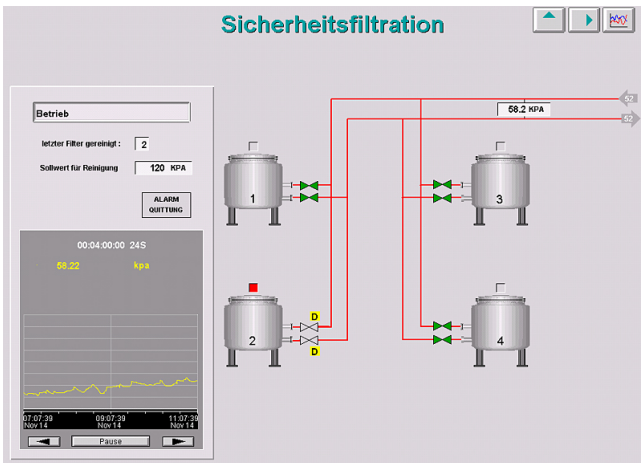 Sicherheitsfiltration
Betrieb
letzter Filter gereinigt : 2
Sollwert für Reinigung 120 KPA
ALARM
QUITTUNG
00:04:00:00 24S
58.22 kpa
07:07:39 09:07:39 11:07:39
Nov 14 Nov 14 Nov 14
Pause
52
58.2 KPA
52
1
3
D
2
D
4